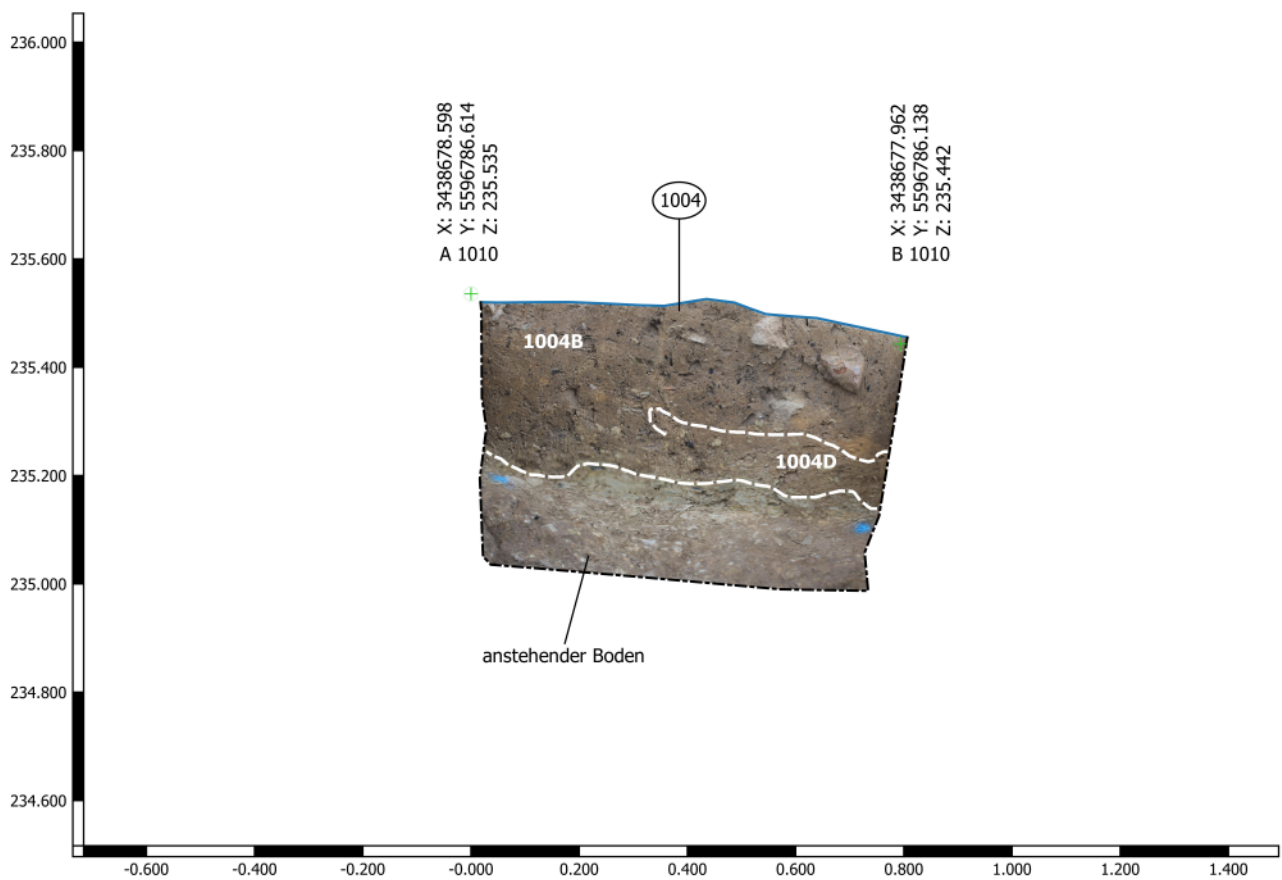 236.000
235.800
235.600
235.400
235.200
235.000
234.800
234.600
X: 3438678.598
Y: 5596786.614
Z: 235.535
A 1010
1004
X: 3438677.962
Y: 5596786.138
Z: 235.442
B 1010
1004B
1004D
anstehender Boden
-0.600
-0.400
-0.200
-0.000
0.200
0.400
0.600
0.800
1.000
1.200
1.400